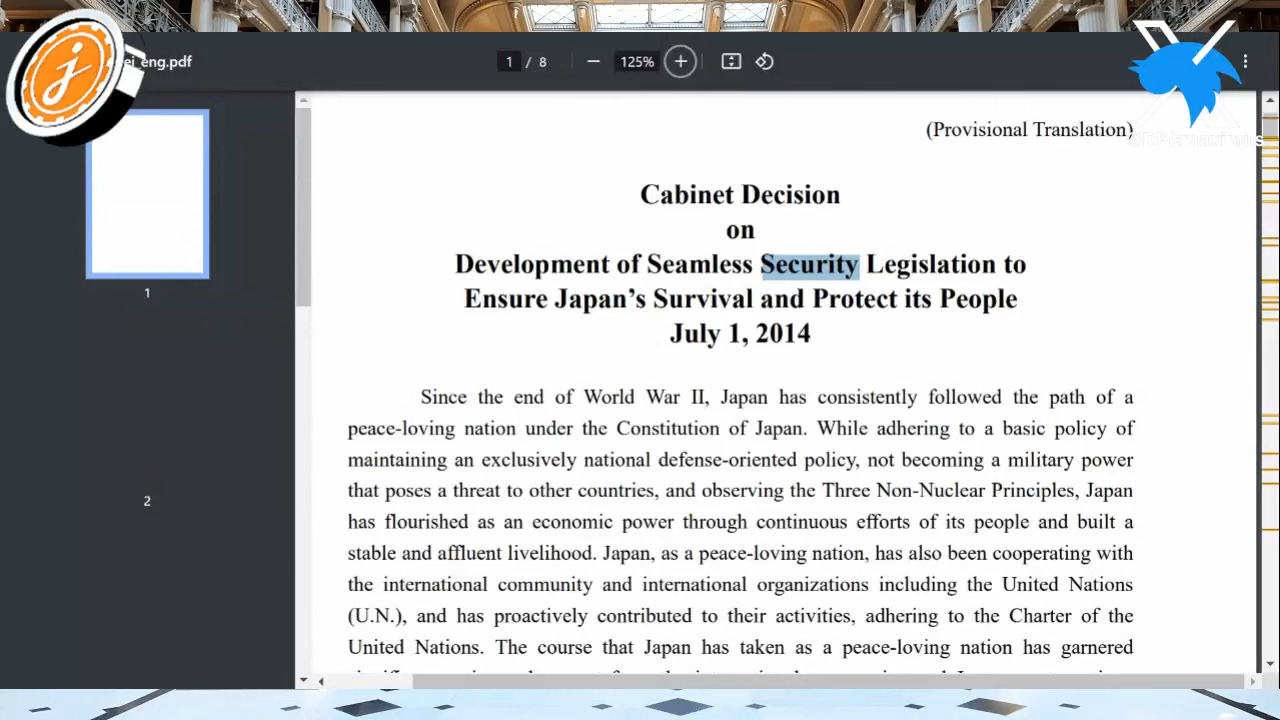 ei_eng.pdf
1 / 8
125%
(Provisional Translation)
Cabinet Decision
on
Development of Seamless Security Legislation to
Ensure Japan's Survival and Protect its People
July 1, 2014
Since the end of World War II, Japan has consistently followed the path of a
peace-loving nation under the Constitution of Japan. While adhering to a basic policy of
maintaining an exclusively national defense-oriented policy, not becoming a military power
that poses a threat to other countries, and observing the Three Non-Nuclear Principles, Japan
has flourished as an economic power through continuous efforts of its people and built a
stable and affluent livelihood. Japan, as a peace-loving nation, has also been cooperating with
the international community and international organizations including the United Nations
(U.N.), and has proactively contributed to their activities, adhering to the Charter of the
United Nations. The course that Japan has taken as a peace-loving nation has garnered
1
2